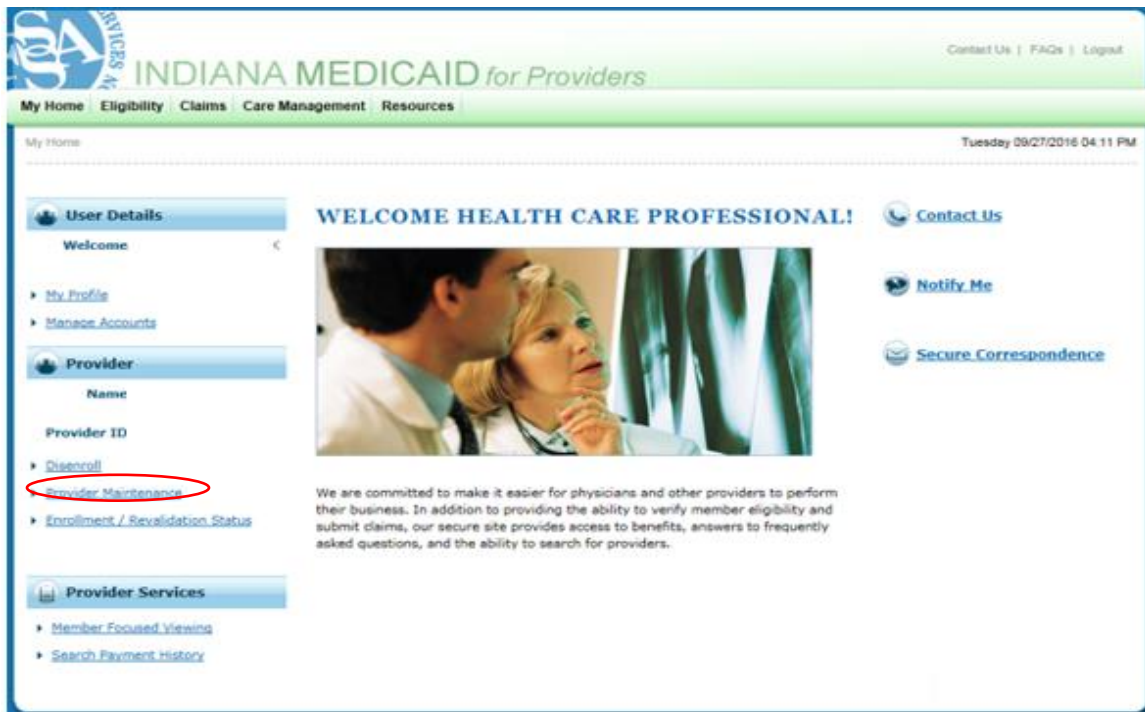 SERVICES
Contact Us | FAQs | Logout
INDIANA MEDICAID for Providers
My Home Eligibility Claims Care Management Resources
My Home
Tuesday 09/27/2016 04:11 PM
User Details
Welcome <
My Profile
Manage Accounts
Provider
Name
Provider ID
Disenroll
Provider Maintenance
Enrollment / Revalidation Status
Provider Services
Member Focused Viewing
Search Payment History
WELCOME HEALTH CARE PROFESSIONAL!
We are committed to make it easier for physicians and other providers to perform
their business. In addition to providing the ability to verify member eligibility and
submit claims, our secure site provides access to benefits, answers to frequently
asked questions, and the ability to search for providers.
Contact Us
Notify Me
Secure Correspondence